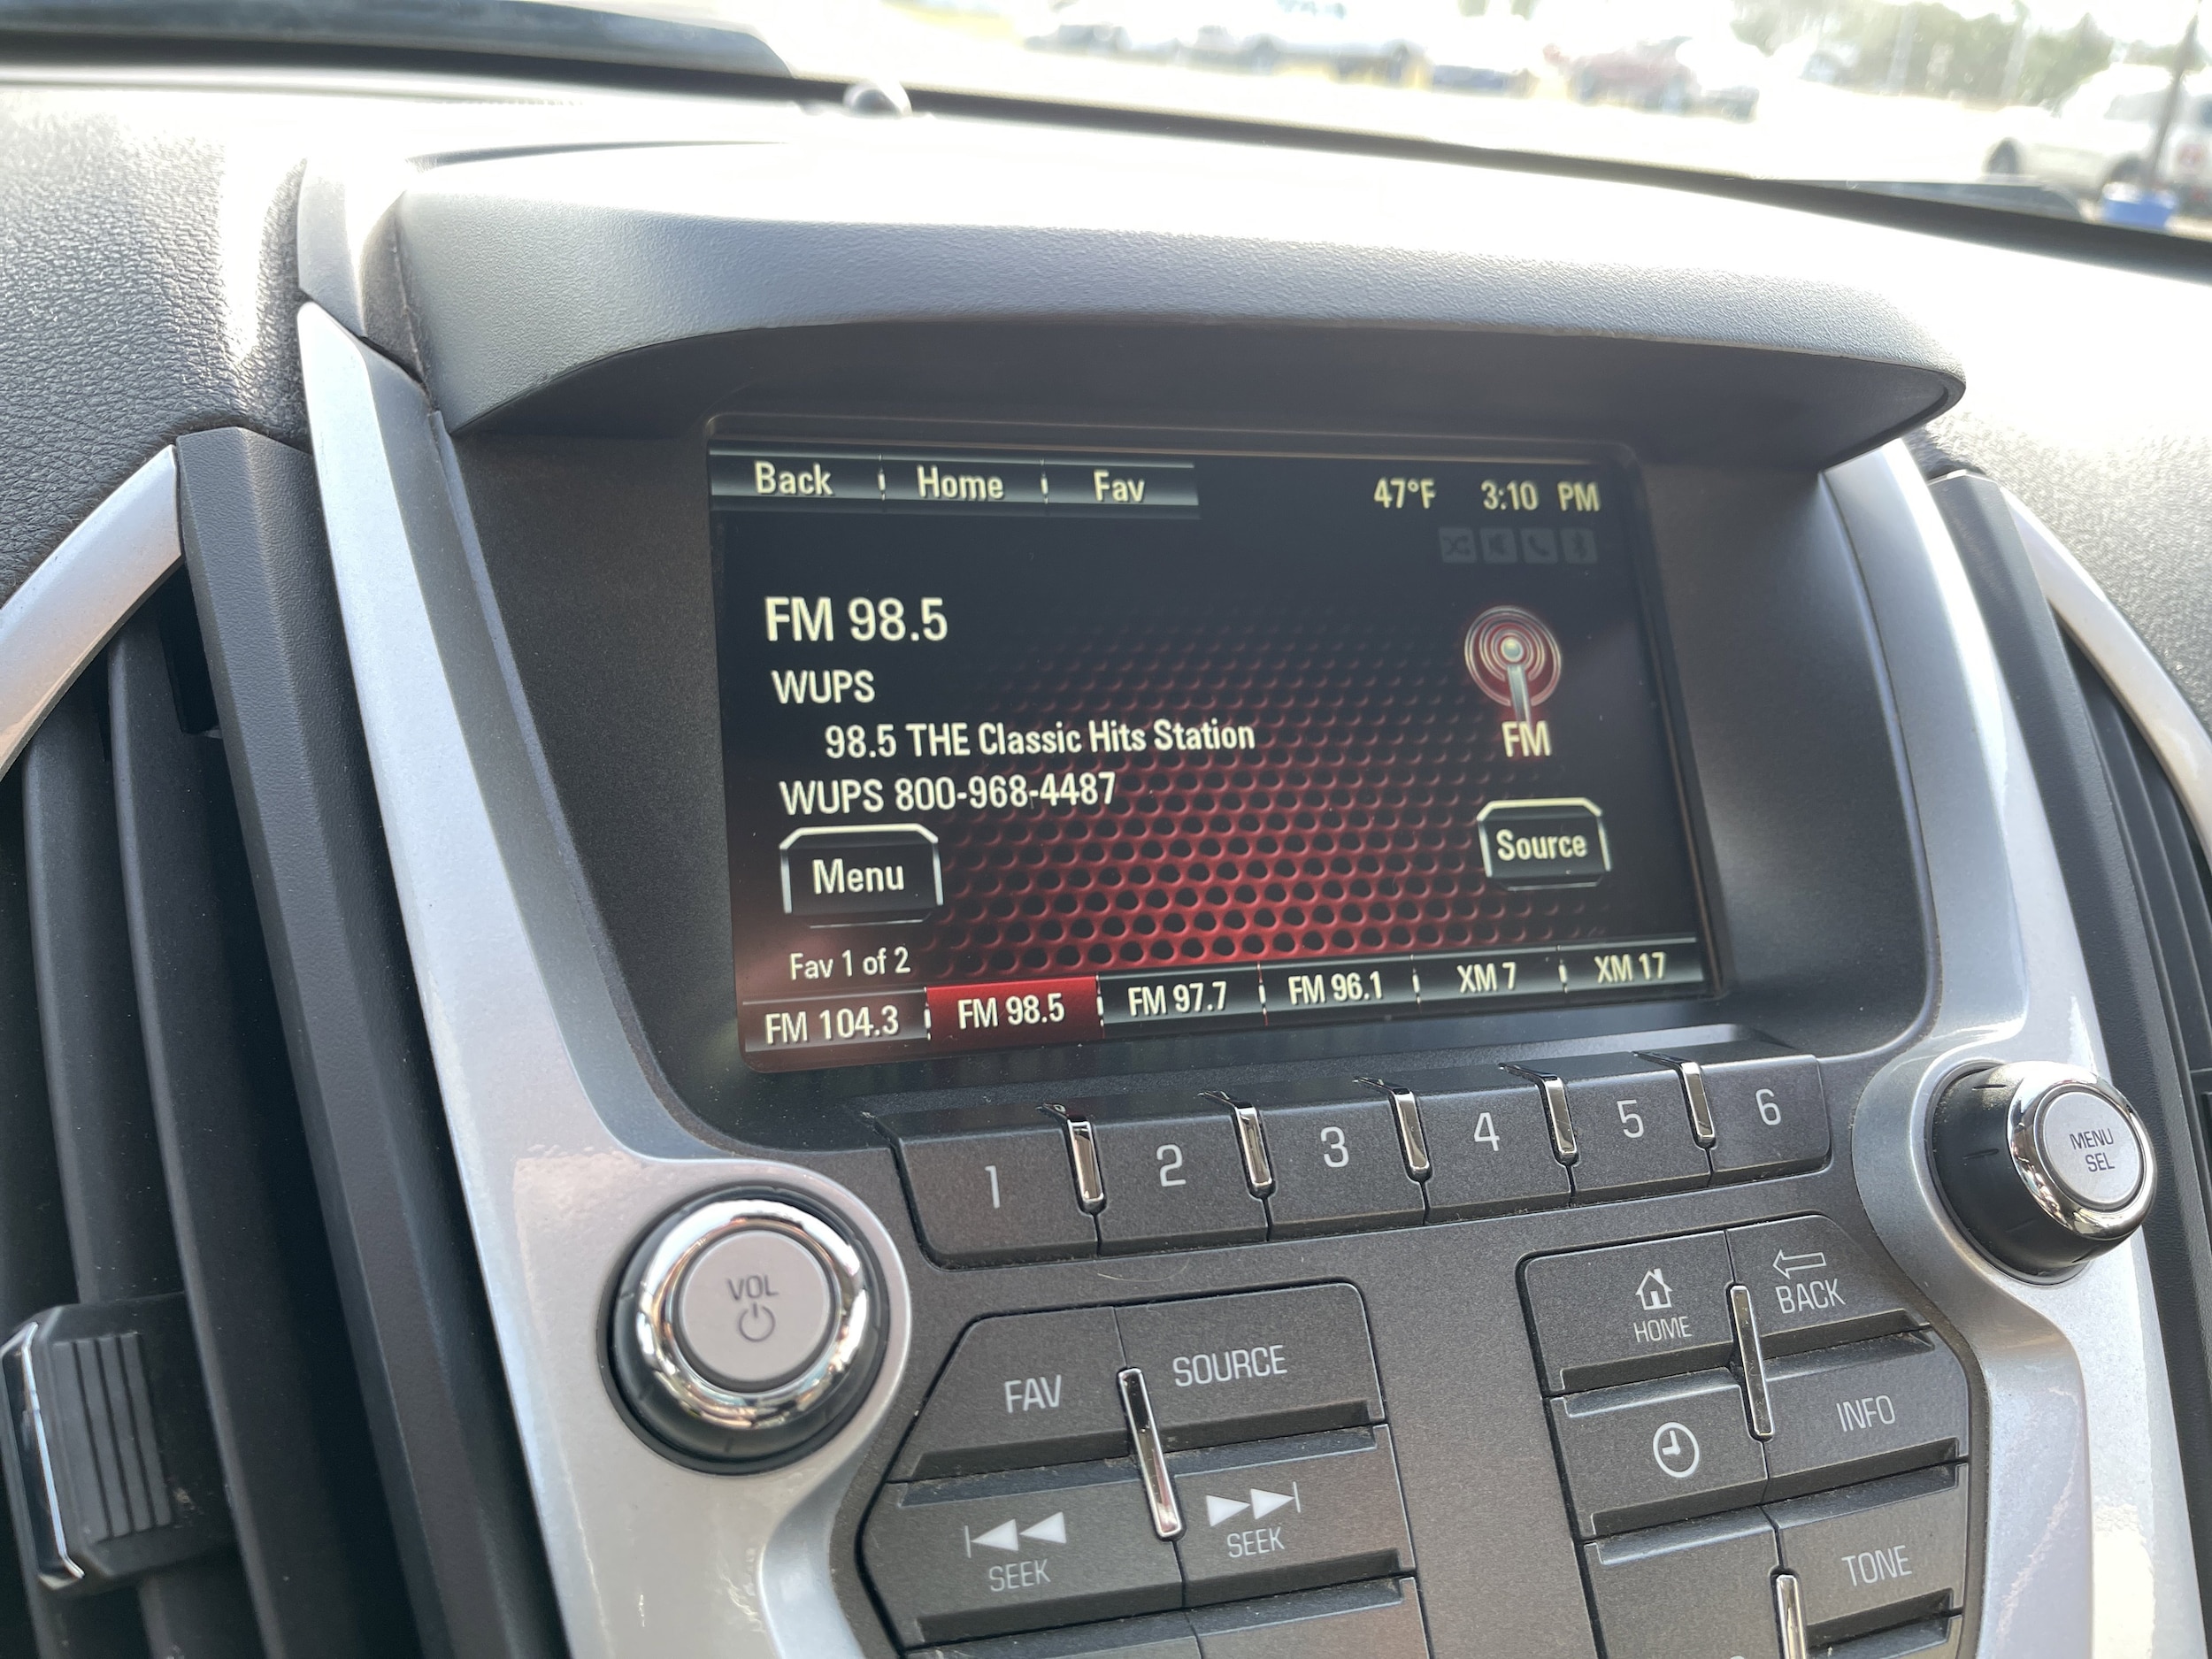 Back Home Fav 47°F 3:10 PM
FM 98.5
WUPS
98.5 THE Classic Hits Station
FM
WUPS 800-968-4487
Menu
Source
Fav 1 of 2
FM 104.3 FM 98.5 FM 97.7 FM 96.1 XM 7 XM 17
1 2 3 4 5 6
MENU
SEL
VOL
HOME
BACK
FAV
SOURCE
INFO
SEEK
SEEK
TONE